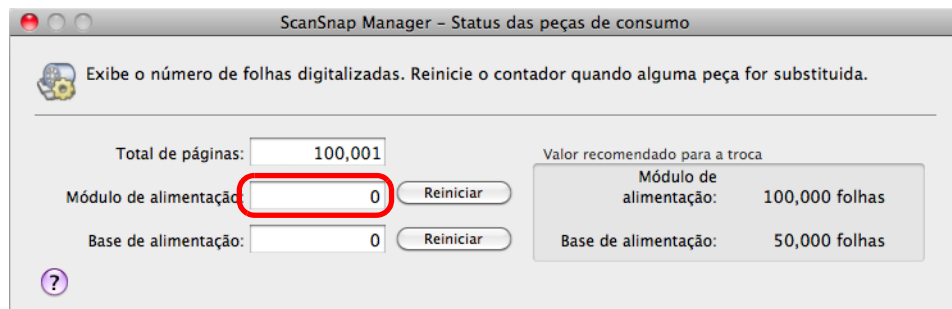 ScanSnap Manager – Status das peças de consumo
Exibe o número de folhas digitalizadas. Reinicie o contador quando alguma peça for substituida.
Total de páginas: 100,001
Valor recomendado para a troca
Módulo de alimentação: 0 Reiniciar
Módulo de
alimentação: 100,000 folhas
Base de alimentação: 0 Reiniciar
Base de alimentação: 50,000 folhas
?